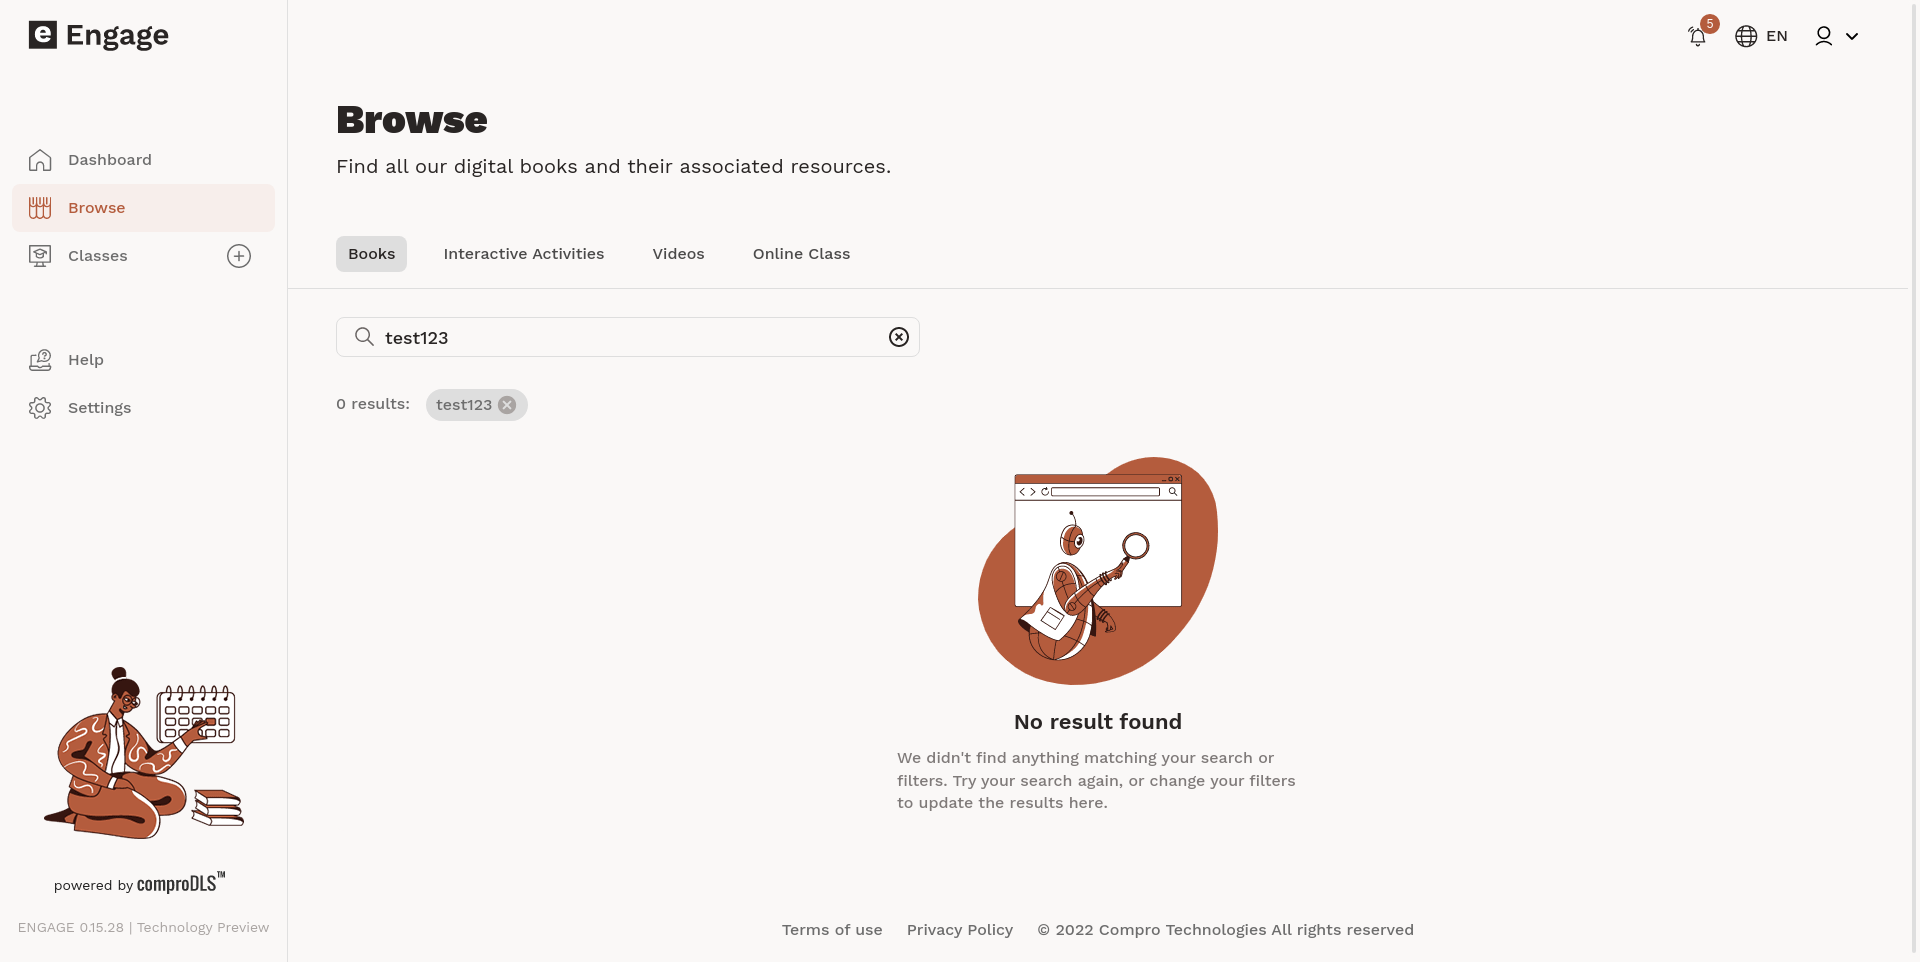 e Engage
5
EN
Dashboard
Browse
Classes
Help
Settings
powered by comproDLS™
ENGAGE 0.15.28 | Technology Preview
Browse
Find all our digital books and their associated resources.
Books Interactive Activities Videos Online Class
test123
0 results: test123
No result found
We didn't find anything matching your search or
filters. Try your search again, or change your filters
to update the results here.
Terms of use Privacy Policy © 2022 Compro Technologies All rights reserved